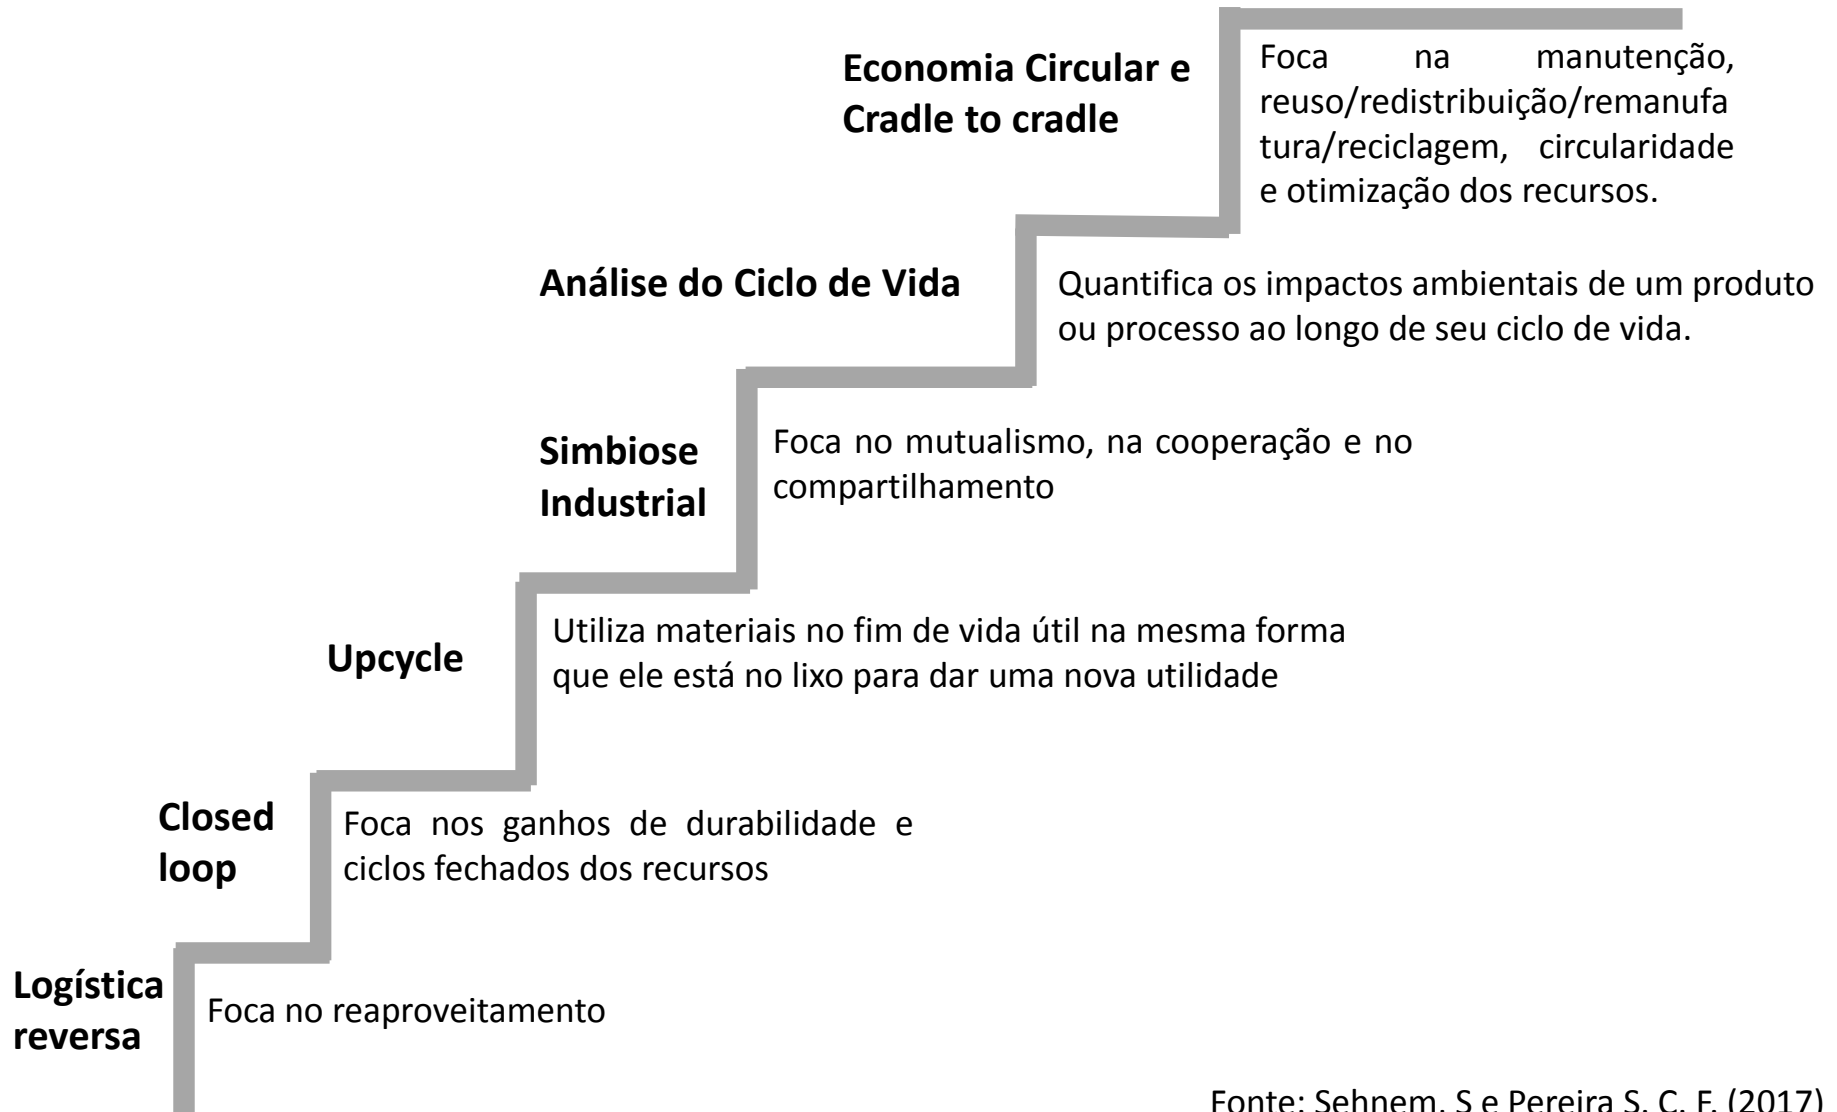 Economia Circular e
Cradle to cradle
Foca na manutenção,
reuso/redistribuição/remanufa
tura/reciclagem, circularidade
e otimização dos recursos.
Análise do Ciclo de Vida
Quantifica os impactos ambientais de um produto
ou processo ao longo de seu ciclo de vida.
Simbiose
Industrial
Foca no mutualismo, na cooperação e no
compartilhamento
Upcycle
Utiliza materiais no fim de vida útil na mesma forma
que ele está no lixo para dar uma nova utilidade
Closed
loop
Foca nos ganhos de durabilidade e
ciclos fechados dos recursos
Logística
reversa
Foca no reaproveitamento
Fonte: Sehnem, S e Pereira S. C. F. (2017)